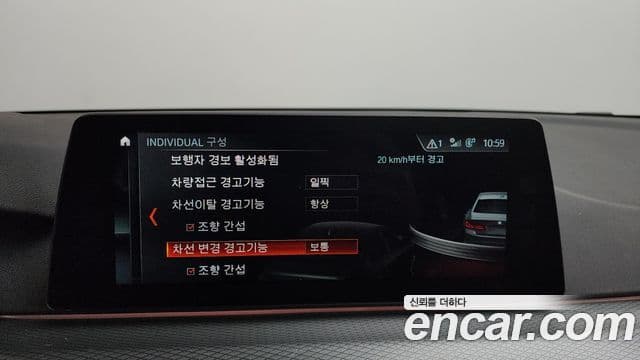 INDIVIDUAL 구성
1 10:59
보행자 경보 활성화됨
20 km/h부터 경고
차량접근 경고기능 일찍
차선이탈 경고기능 항상
조향 간섭
차선 변경 경고기능 보통
조향 간섭
신뢰를 더하다
encar.com